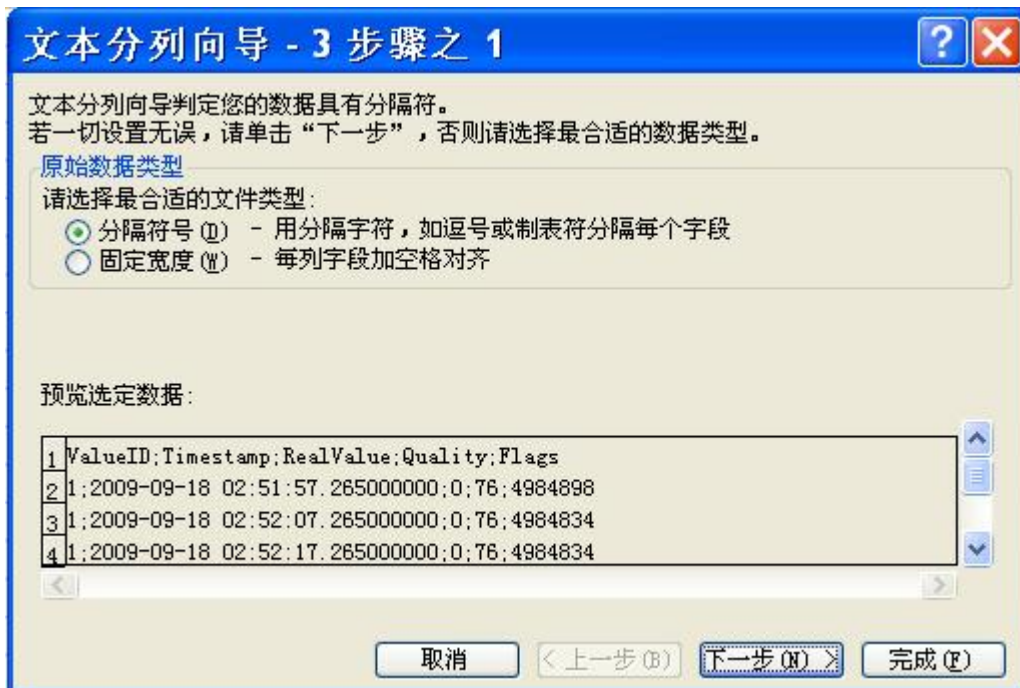 文本分列向导 - 3 步骤之 1
文本分列向导判定您的数据具有分隔符。
若一切设置无误，请单击“下一步”，否则请选择最合适的数据类型。
原始数据类型
请选择最合适的文件类型:
分隔符号(D) - 用分隔字符，如逗号或制表符分隔每个字段
固定宽度(W) - 每列字段加空格对齐
预览选定数据:
1 ValueID;Timestamp;RealValue;Quality;Flags
2 1;2009-09-18 02:51:57.265000000;0;76;4984898
3 1;2009-09-18 02:52:07.265000000;0;76;4984834
4 1;2009-09-18 02:52:17.265000000;0;76;4984834
取消 < 上一步(B) 下一步(N) > 完成(F)